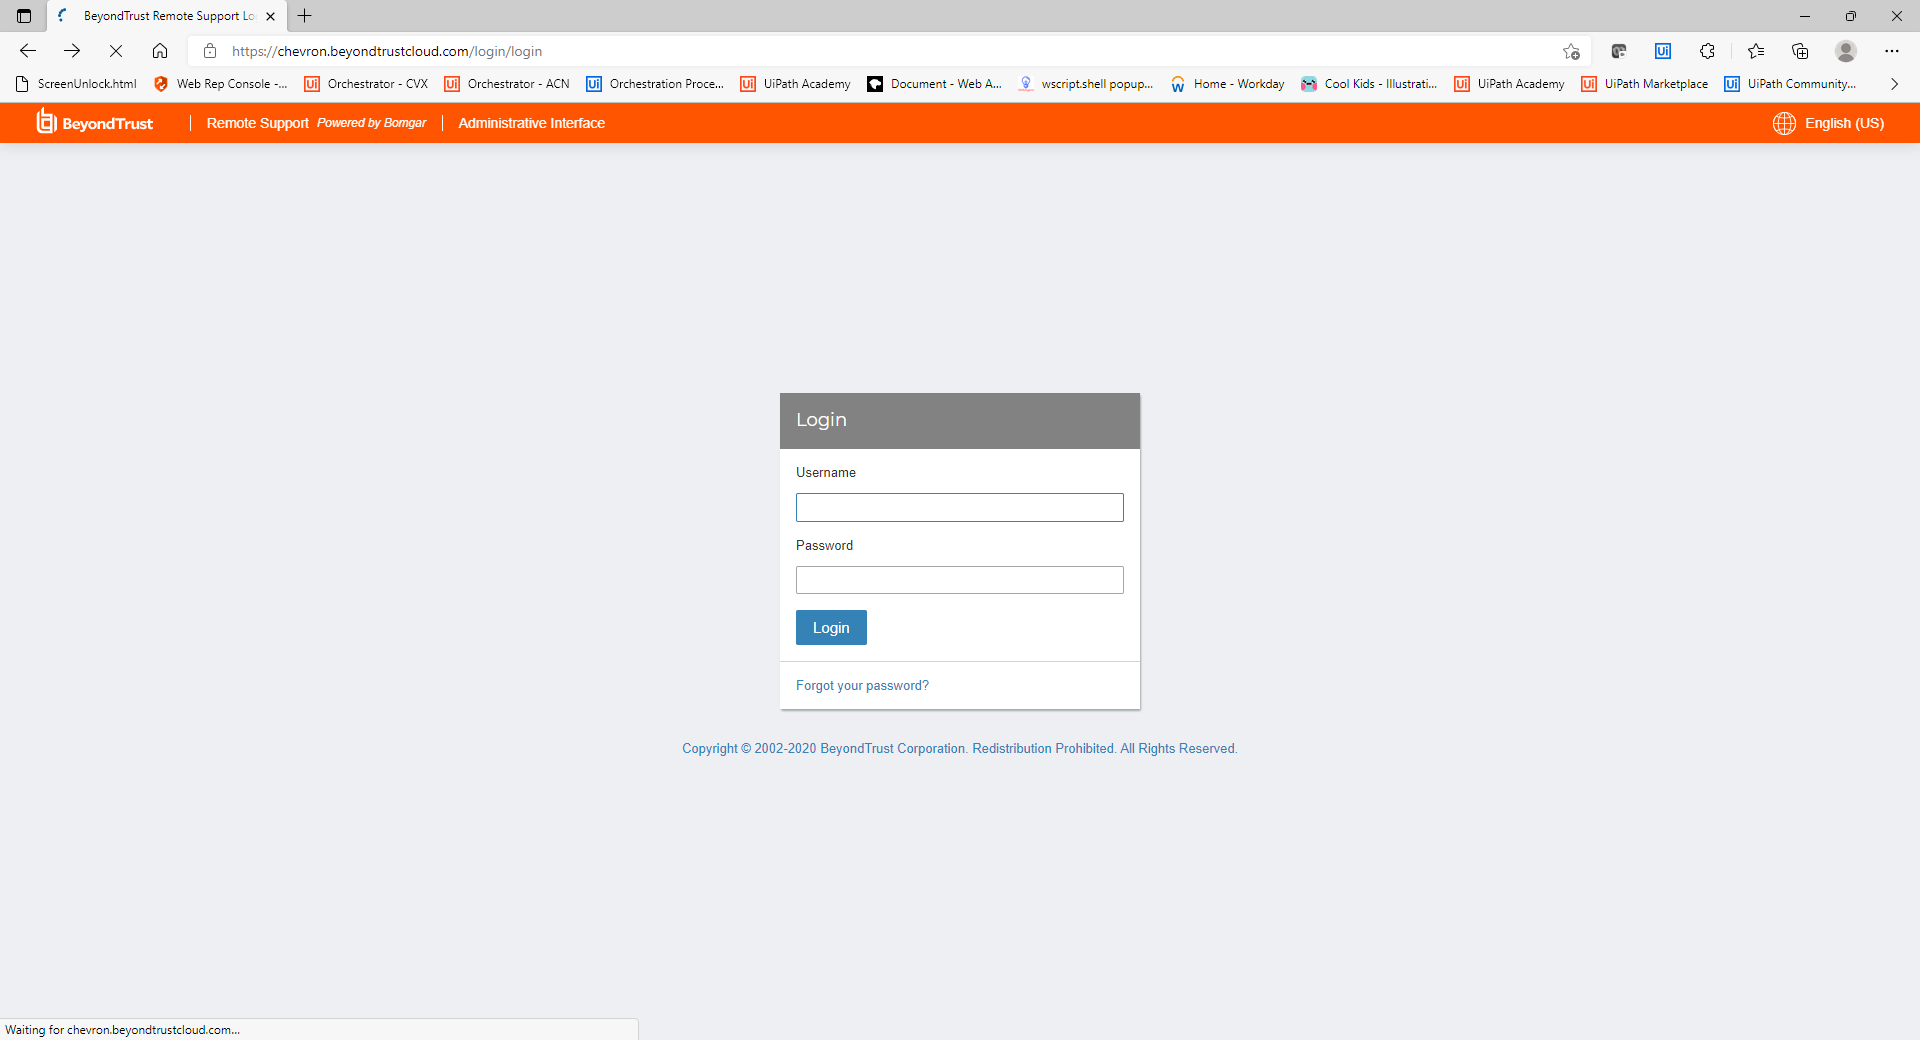 BeyondTrust Remote Support Lo
https://chevron.beyondtrustcloud.com/login/login
ScreenUnlock.html Web Rep Console -... Orchestrator - CVX Orchestrator - ACN Orchestration Proce... UiPath Academy Document - Web A... wscript.shell popup... Home - Workday Cool Kids - Illustrati... UiPath Academy UiPath Marketplace UiPath Community...
BeyondTrust | Remote Support Powered by Bomgar | Administrative Interface English (US)
Login
Username
Password
Login
Forgot your password?
Copyright © 2002-2020 BeyondTrust Corporation. Redistribution Prohibited. All Rights Reserved.
Waiting for chevron.beyondtrustcloud.com...